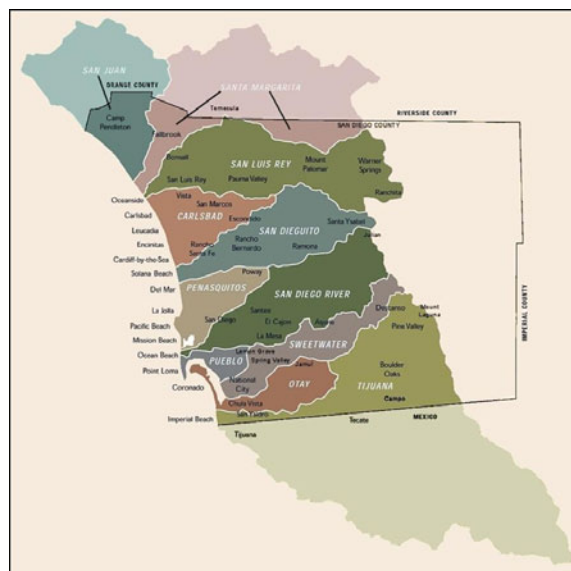 SAN JUAN
ORANGE COUNTY
SANTA MARGARITA
Temecula
RIVERSIDE COUNTY
Camp
Pendleton
SAN DIEGO COUNTY
Fallbrook
Bonsall
SAN LUIS REY
Mount
Palomar
Warner
Springs
San Luis Rey
Pauma Valley
Ranchita
Oceanside
Vista
San Marcos
Carlsbad
CARLSBAD
Escondido
Leucadia
SAN DIEGUITO
Santa Ysabel
Encinitas
Rancho
Santa Fe
Rancho
Bernardo
Ramona
Julian
Cardiff-by-the-Sea
Solana Beach
Poway
Del Mar
PENASQUITOS
SAN DIEGO RIVER
IMPERIAL COUNTY
Descanso
Mount
Laguna
La Jolla
Santee
San Diego
El Cajon
Alpine
Pine Valley
Pacific Beach
La Mesa
Mission Beach
SWEETWATER
Ocean Beach
Lemon Grove
PUEBLO
Spring Valley
Jamul
Boulder
Oaks
Point Loma
National
City
OTAY
TIJUANA
Coronado
Campo
Chula Vista
San Ysidro
Imperial Beach
Tecate
MEXICO
Tijuana